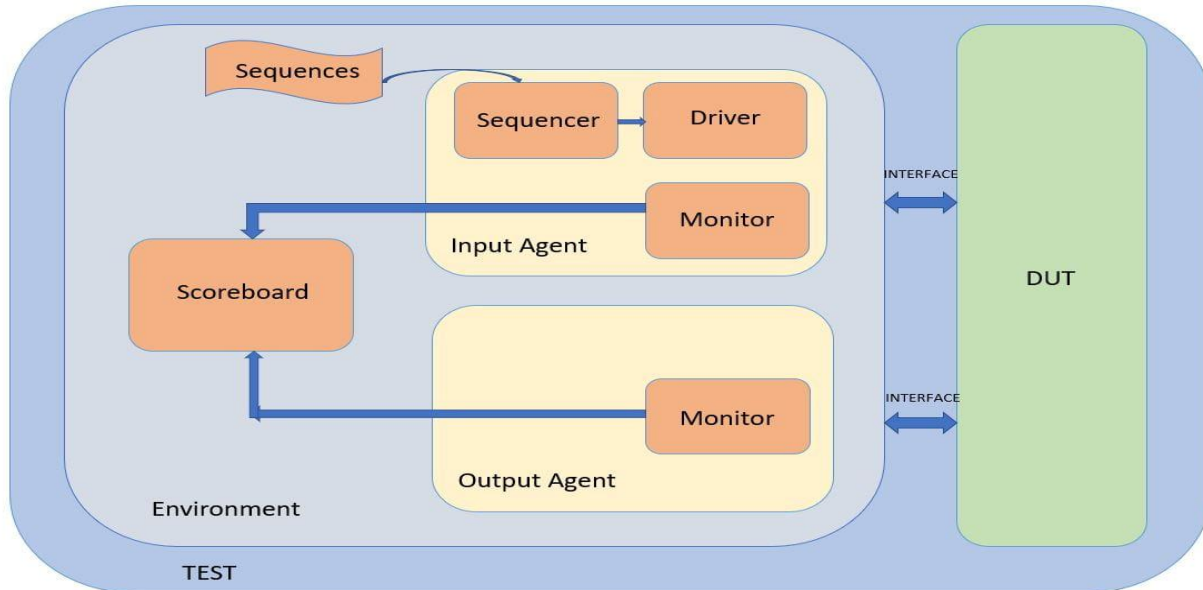 Sequences
Sequencer
Driver
INTERFACE
Monitor
Input Agent
Scoreboard
DUT
INTERFACE
Monitor
Output Agent
Environment
TEST